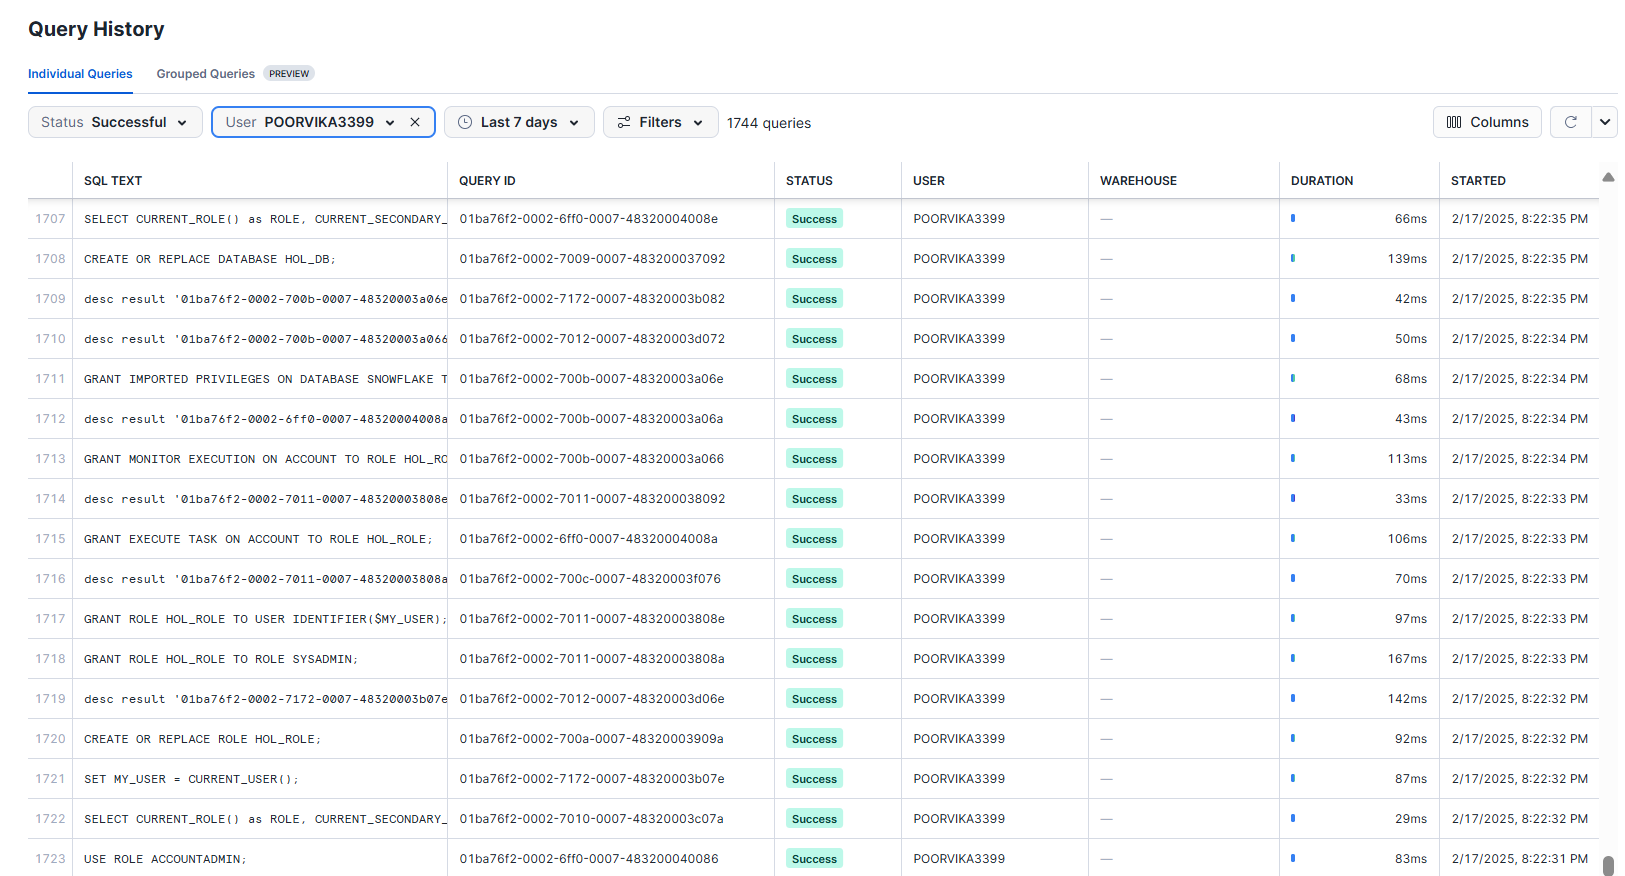 Query History
Individual Queries Grouped Queries PREVIEW
Status Successful User POORVIKA3399 Last 7 days Filters 1744 queries Columns
SQL TEXT QUERY ID STATUS USER WAREHOUSE DURATION STARTED
1707 SELECT CURRENT_ROLE() as ROLE, CURRENT_SECONDARY_ 01ba76f2-0002-6ff0-0007-48320004008e Success POORVIKA3399 — 66ms 2/17/2025, 8:22:35 PM
1708 CREATE OR REPLACE DATABASE HOL_DB; 01ba76f2-0002-7009-0007-483200037092 Success POORVIKA3399 — 139ms 2/17/2025, 8:22:35 PM
1709 desc result '01ba76f2-0002-700b-0007-48320003a06e 01ba76f2-0002-7172-0007-48320003b082 Success POORVIKA3399 — 42ms 2/17/2025, 8:22:35 PM
1710 desc result '01ba76f2-0002-700b-0007-48320003a066 01ba76f2-0002-7012-0007-48320003d072 Success POORVIKA3399 — 50ms 2/17/2025, 8:22:34 PM
1711 GRANT IMPORTED PRIVILEGES ON DATABASE SNOWFLAKE T 01ba76f2-0002-700b-0007-48320003a06e Success POORVIKA3399 — 68ms 2/17/2025, 8:22:34 PM
1712 desc result '01ba76f2-0002-6ff0-0007-48320004008a 01ba76f2-0002-700b-0007-48320003a06a Success POORVIKA3399 — 43ms 2/17/2025, 8:22:34 PM
1713 GRANT MONITOR EXECUTION ON ACCOUNT TO ROLE HOL_RO 01ba76f2-0002-700b-0007-48320003a066 Success POORVIKA3399 — 113ms 2/17/2025, 8:22:34 PM
1714 desc result '01ba76f2-0002-7011-0007-48320003808e 01ba76f2-0002-7011-0007-483200038092 Success POORVIKA3399 — 33ms 2/17/2025, 8:22:33 PM
1715 GRANT EXECUTE TASK ON ACCOUNT TO ROLE HOL_ROLE; 01ba76f2-0002-6ff0-0007-48320004008a Success POORVIKA3399 — 106ms 2/17/2025, 8:22:33 PM
1716 desc result '01ba76f2-0002-7011-0007-48320003808a 01ba76f2-0002-700c-0007-48320003f076 Success POORVIKA3399 — 70ms 2/17/2025, 8:22:33 PM
1717 GRANT ROLE HOL_ROLE TO USER IDENTIFIER($MY_USER); 01ba76f2-0002-7011-0007-48320003808e Success POORVIKA3399 — 97ms 2/17/2025, 8:22:33 PM
1718 GRANT ROLE HOL_ROLE TO ROLE SYSADMIN; 01ba76f2-0002-7011-0007-48320003808a Success POORVIKA3399 — 167ms 2/17/2025, 8:22:33 PM
1719 desc result '01ba76f2-0002-7172-0007-48320003b07e 01ba76f2-0002-7012-0007-48320003d06e Success POORVIKA3399 — 142ms 2/17/2025, 8:22:32 PM
1720 CREATE OR REPLACE ROLE HOL_ROLE; 01ba76f2-0002-700a-0007-48320003909a Success POORVIKA3399 — 92ms 2/17/2025, 8:22:32 PM
1721 SET MY_USER = CURRENT_USER(); 01ba76f2-0002-7172-0007-48320003b07e Success POORVIKA3399 — 87ms 2/17/2025, 8:22:32 PM
1722 SELECT CURRENT_ROLE() as ROLE, CURRENT_SECONDARY_ 01ba76f2-0002-7010-0007-48320003c07a Success POORVIKA3399 — 29ms 2/17/2025, 8:22:32 PM
1723 USE ROLE ACCOUNTADMIN; 01ba76f2-0002-6ff0-0007-483200040086 Success POORVIKA3399 — 83ms 2/17/2025, 8:22:31 PM